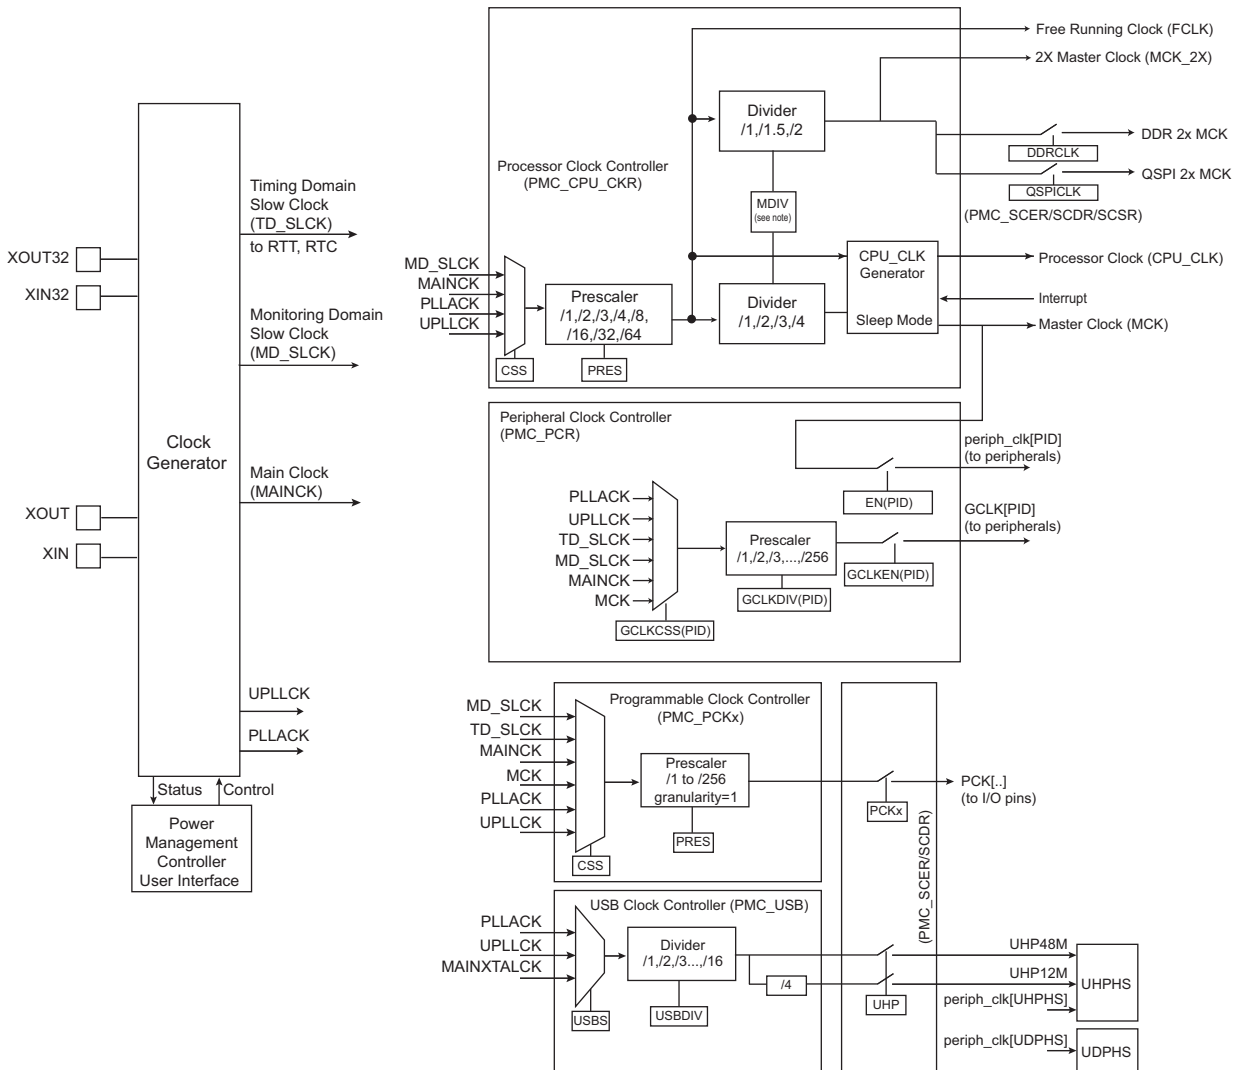 Free Running Clock (FCLK)
2X Master Clock (MCK_2X)
Divider
/1,/1.5,/2
DDR 2x MCK
DDRCLK
QSPI 2x MCK
QSPICLK
(PMC_SCER/SCDR/SCSR)
Processor Clock Controller
(PMC_CPU_CKR)
MDIV
(see note)
MD_SLCK
MAINCK
PLLACK
UPLLCK
Prescaler
/1,/2,/3,/4,/8,
/16,/32,/64
Divider
/1,/2,/3,/4
CPU_CLK
Generator
Sleep Mode
Processor Clock (CPU_CLK)
Interrupt
Master Clock (MCK)
CSS
PRES
Timing Domain
Slow Clock
(TD_SLCK)
to RTT, RTC
XOUT32
XIN32
Monitoring Domain
Slow Clock
(MD_SLCK)
Clock
Generator
Main Clock
(MAINCK)
XOUT
XIN
UPLLCK
PLLACK
Status
Control
Power
Management
Controller
User Interface
Peripheral Clock Controller
(PMC_PCR)
periph_clk[PID]
(to peripherals)
EN(PID)
PLLACK
UPLLCK
TD_SLCK
MD_SLCK
MAINCK
MCK
Prescaler
/1,/2,/3,...,/256
GCLK[PID]
(to peripherals)
GCLKEN(PID)
GCLKDIV(PID)
GCLKCSS(PID)
Programmable Clock Controller
(PMC_PCKx)
MD_SLCK
TD_SLCK
MAINCK
MCK
PLLACK
UPLLCK
Prescaler
/1 to /256
granularity=1
PCK[..]
(to I/O pins)
PCKx
PRES
CSS
(PMC_SCER/SCDR)
USB Clock Controller (PMC_USB)
PLLACK
UPLLCK
MAINXTALCK
Divider
/1,/2,/3...,/16
/4
USBS
USBDIV
UHP
UHP48M
UHP12M
periph_clk[UHPHS]
UHPHS
periph_clk[UDPHS]
UDPHS